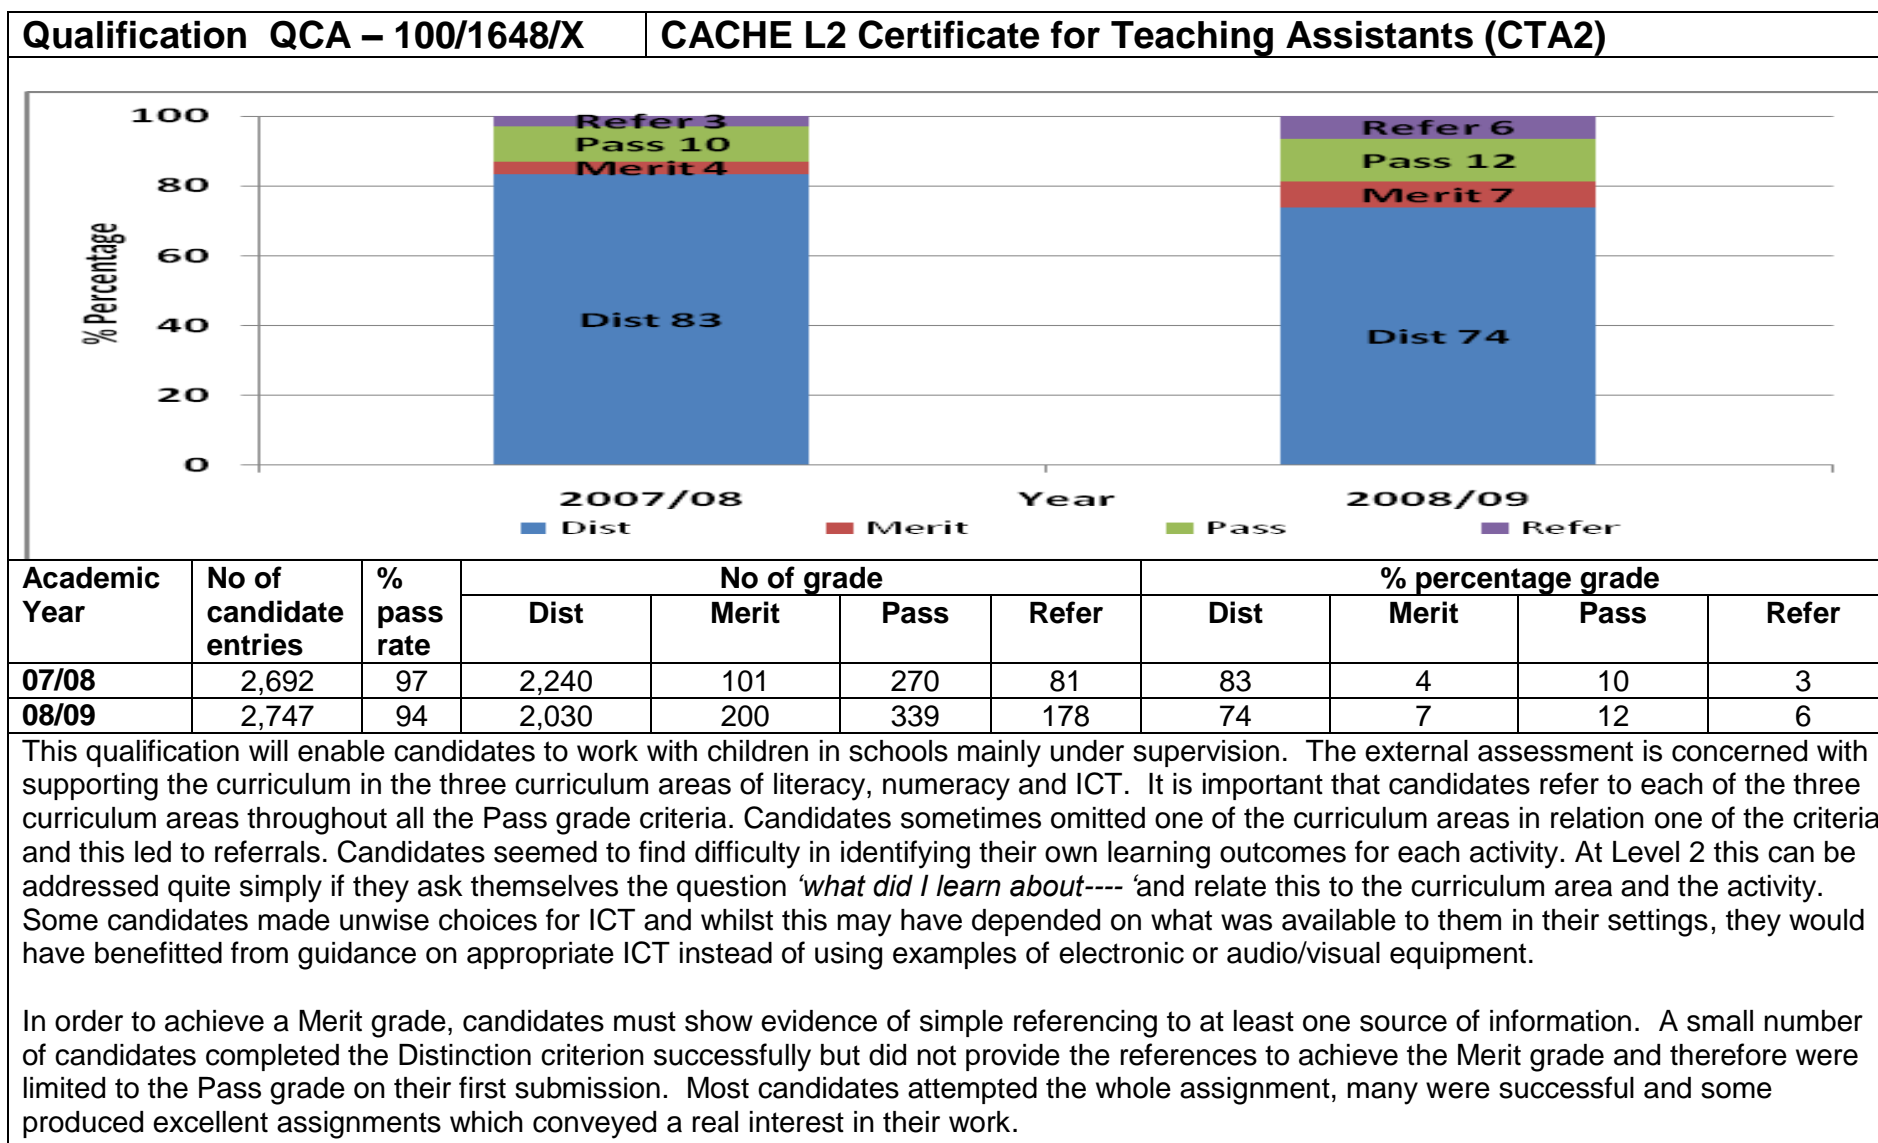 Qualification QCA – 100/1648/X CACHE L2 Certificate for Teaching Assistants (CTA2)
100
80
60
40
20
0
% Percentage
Refer 3
Pass 10
Merit 4
Dist 83
Refer 6
Pass 12
Merit 7
Dist 74
2007/08 Year 2008/09
Dist Merit Pass Refer
Academic Year No of candidate entries % pass rate No of grade % percentage grade
Dist Merit Pass Refer Dist Merit Pass Refer
07/08 2,692 97 2,240 101 270 81 83 4 10 3
08/09 2,747 94 2,030 200 339 178 74 7 12 6
This qualification will enable candidates to work with children in schools mainly under supervision. The external assessment is concerned with
supporting the curriculum in the three curriculum areas of literacy, numeracy and ICT. It is important that candidates refer to each of the three
curriculum areas throughout all the Pass grade criteria. Candidates sometimes omitted one of the curriculum areas in relation one of the criteria
and this led to referrals. Candidates seemed to find difficulty in identifying their own learning outcomes for each activity. At Level 2 this can be
addressed quite simply if they ask themselves the question ‘what did I learn about---- ‘and relate this to the curriculum area and the activity.
Some candidates made unwise choices for ICT and whilst this may have depended on what was available to them in their settings, they would
have benefitted from guidance on appropriate ICT instead of using examples of electronic or audio/visual equipment.
In order to achieve a Merit grade, candidates must show evidence of simple referencing to at least one source of information. A small number
of candidates completed the Distinction criterion successfully but did not provide the references to achieve the Merit grade and therefore were
limited to the Pass grade on their first submission. Most candidates attempted the whole assignment, many were successful and some
produced excellent assignments which conveyed a real interest in their work.